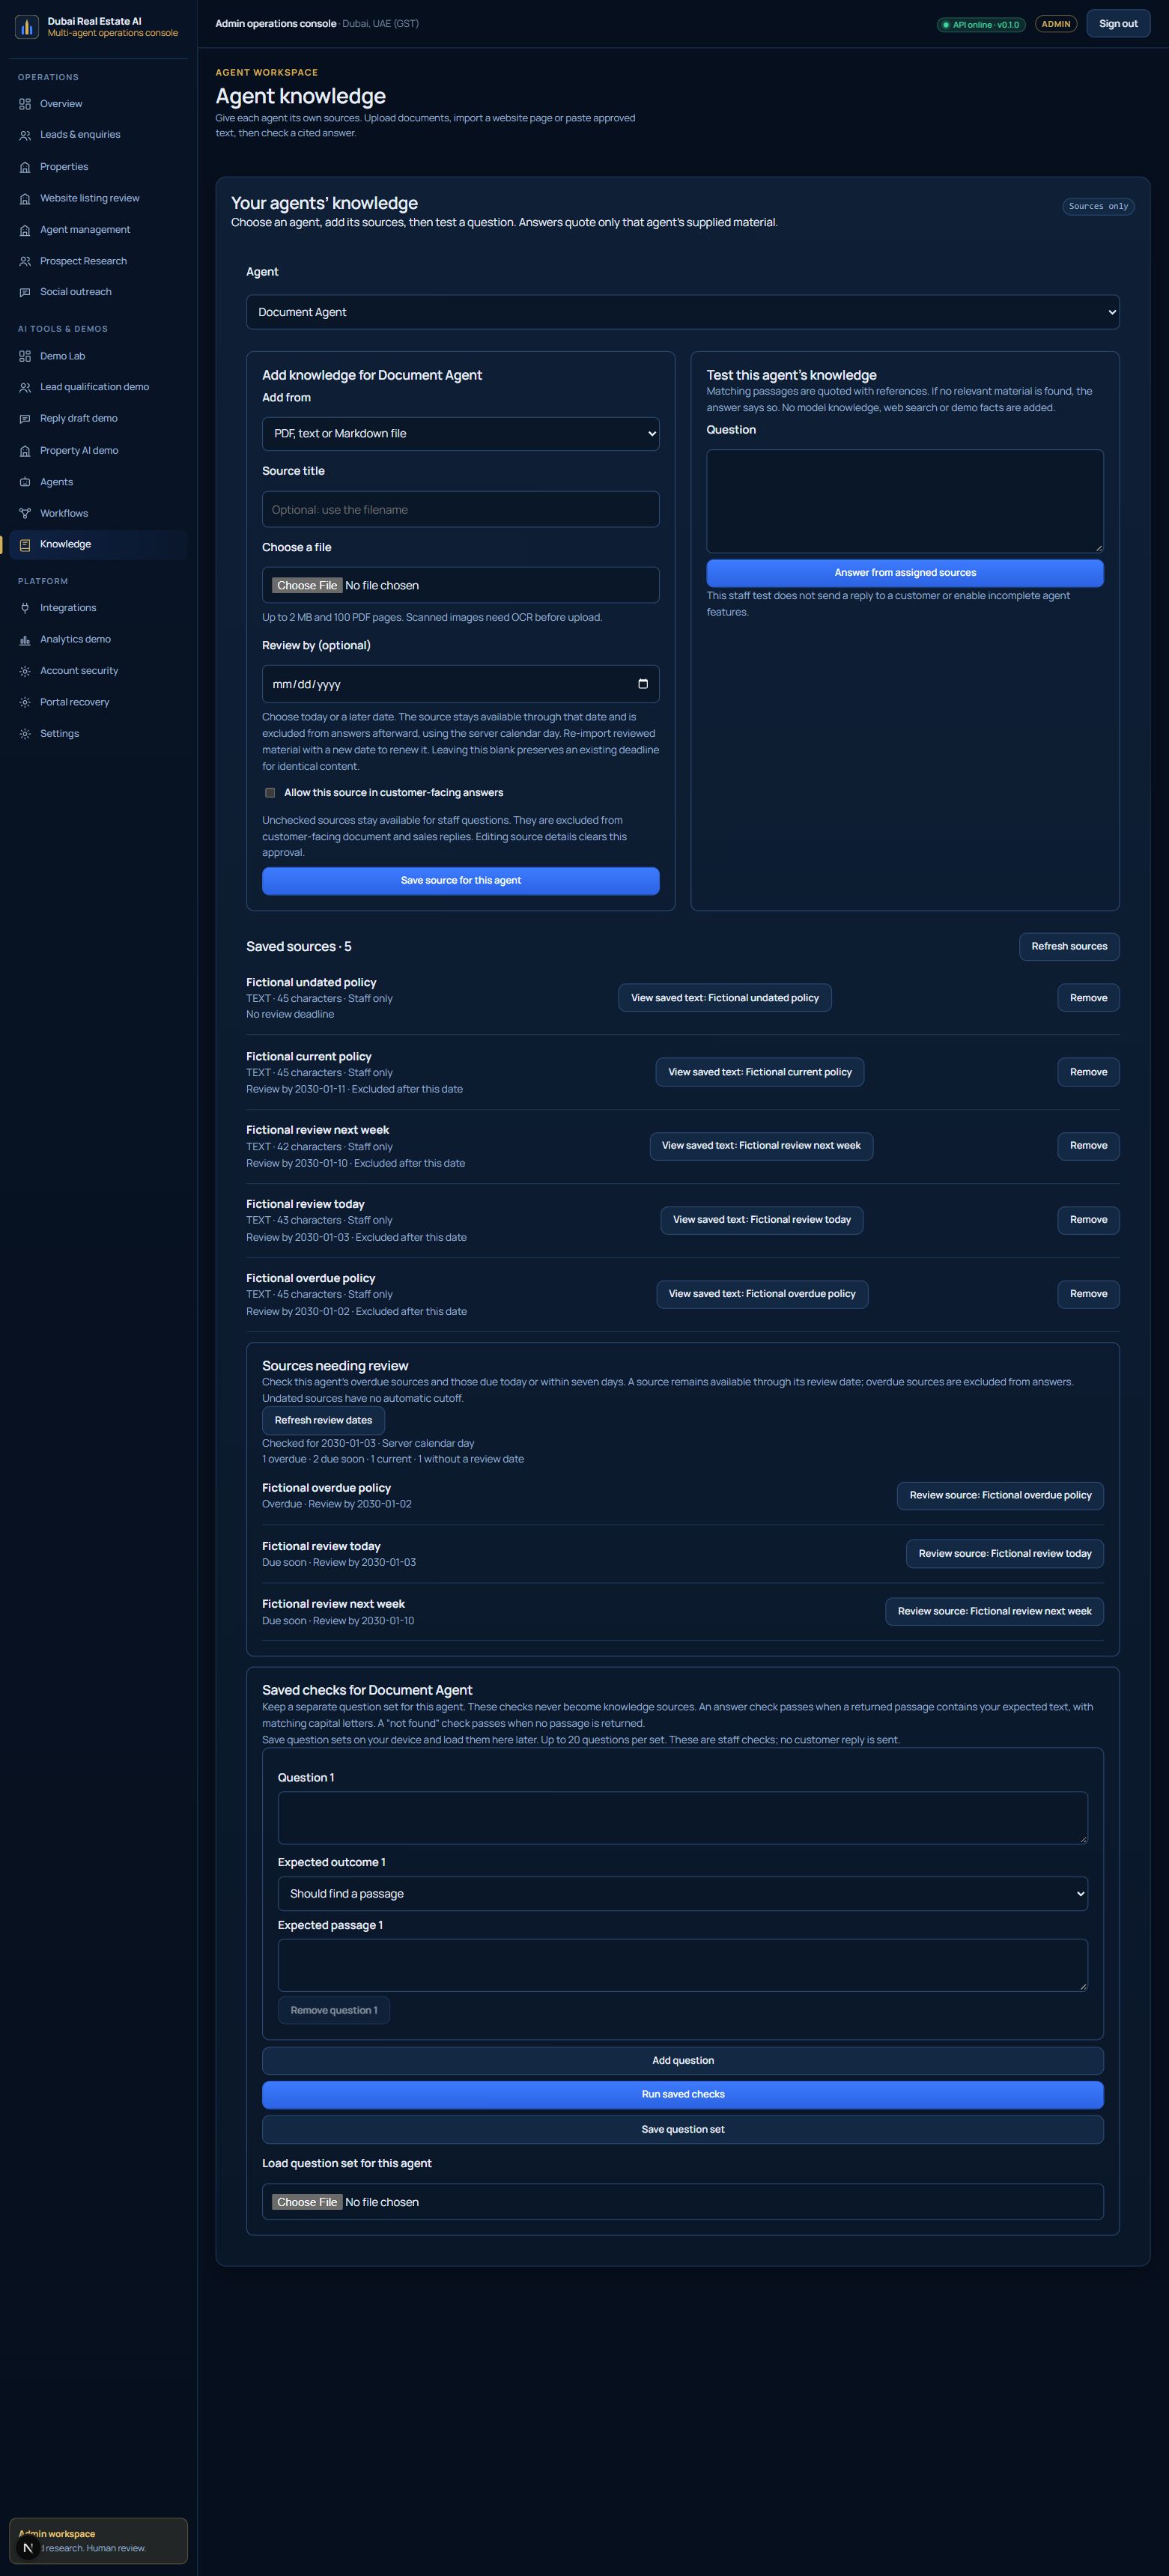 Dubai Real Estate AI
Multi-agent operations console
OPERATIONS
Overview
Leads & enquiries
Properties
Website listing review
Agent management
Prospect Research
Social outreach
AI TOOLS & DEMOS
Demo Lab
Lead qualification demo
Reply draft demo
Property AI demo
Agents
Workflows
Knowledge
PLATFORM
Integrations
Analytics demo
Account security
Portal recovery
Settings
Admin workspace
research. Human review.
N
Admin operations console · Dubai, UAE (GST)
API online · v0.1.0
ADMIN
Sign out
AGENT WORKSPACE
Agent knowledge
Give each agent its own sources. Upload documents, import a website page or paste approved
text, then check a cited answer.
Your agents’ knowledge
Choose an agent, add its sources, then test a question. Answers quote only that agent’s supplied material.
Sources only
Agent
Document Agent
Add knowledge for Document Agent
Add from
PDF, text or Markdown file
Source title
Optional: use the filename
Choose a file
Choose File No file chosen
Up to 2 MB and 100 PDF pages. Scanned images need OCR before upload.
Review by (optional)
mm/dd/yyyy
Choose today or a later date. The source stays available through that date and is
excluded from answers afterward, using the server calendar day. Re-import reviewed
material with a new date to renew it. Leaving this blank preserves an existing deadline
for identical content.
Allow this source in customer-facing answers
Unchecked sources stay available for staff questions. They are excluded from
customer-facing document and sales replies. Editing source details clears this
approval.
Save source for this agent
Test this agent’s knowledge
Matching passages are quoted with references. If no relevant material is found, the
answer says so. No model knowledge, web search or demo facts are added.
Question
Answer from assigned sources
This staff test does not send a reply to a customer or enable incomplete agent
features.
Saved sources · 5
Refresh sources
Fictional undated policy
TEXT · 45 characters · Staff only
No review deadline
View saved text: Fictional undated policy
Remove
Fictional current policy
TEXT · 45 characters · Staff only
Review by 2030-01-11 · Excluded after this date
View saved text: Fictional current policy
Remove
Fictional review next week
TEXT · 42 characters · Staff only
Review by 2030-01-10 · Excluded after this date
View saved text: Fictional review next week
Remove
Fictional review today
TEXT · 43 characters · Staff only
Review by 2030-01-03 · Excluded after this date
View saved text: Fictional review today
Remove
Fictional overdue policy
TEXT · 45 characters · Staff only
Review by 2030-01-02 · Excluded after this date
View saved text: Fictional overdue policy
Remove
Sources needing review
Check this agent’s overdue sources and those due today or within seven days. A source remains available through its review date; overdue sources are excluded from answers.
Undated sources have no automatic cutoff.
Refresh review dates
Checked for 2030-01-03 · Server calendar day
1 overdue · 2 due soon · 1 current · 1 without a review date
Fictional overdue policy
Overdue · Review by 2030-01-02
Review source: Fictional overdue policy
Fictional review today
Due soon · Review by 2030-01-03
Review source: Fictional review today
Fictional review next week
Due soon · Review by 2030-01-10
Review source: Fictional review next week
Saved checks for Document Agent
Keep a separate question set for this agent. These checks never become knowledge sources. An answer check passes when a returned passage contains your expected text, with
matching capital letters. A “not found” check passes when no passage is returned.
Save question sets on your device and load them here later. Up to 20 questions per set. These are staff checks; no customer reply is sent.
Question 1
Expected outcome 1
Should find a passage
Expected passage 1
Remove question 1
Add question
Run saved checks
Save question set
Load question set for this agent
Choose File No file chosen